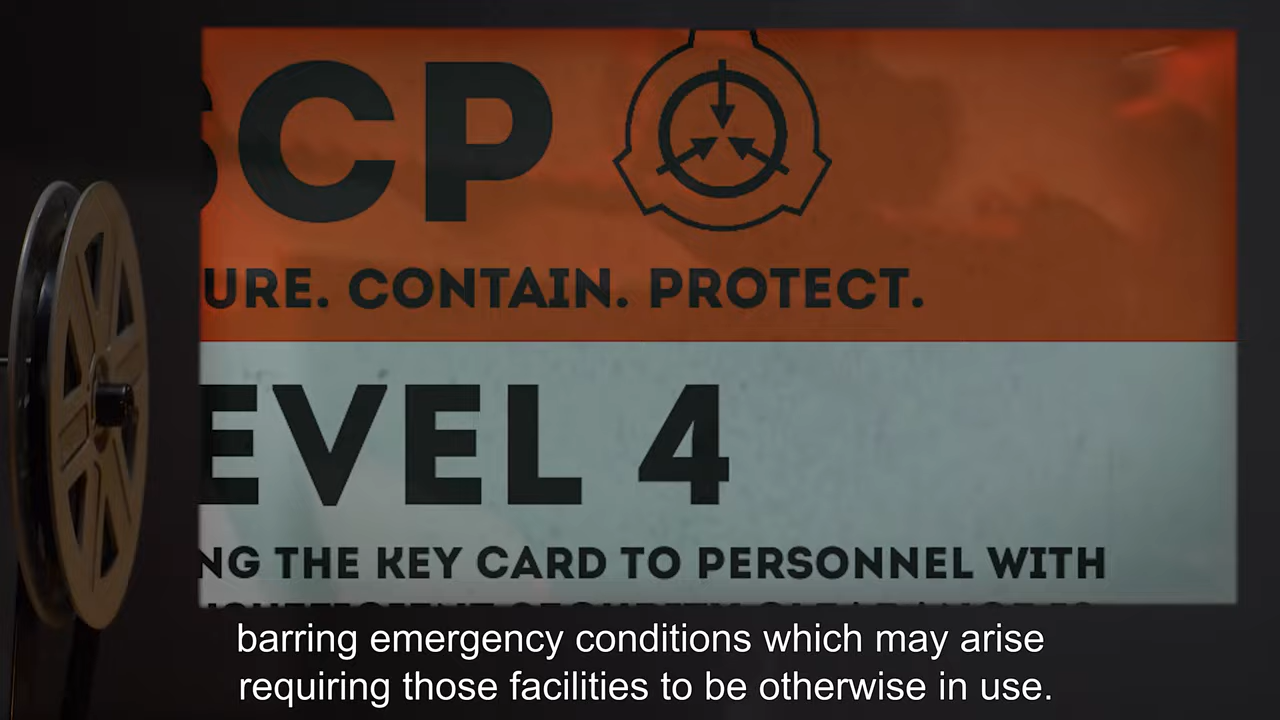 CP
URE. CONTAIN. PROTECT.
EVEL 4
NG THE KEY CARD TO PERSONNEL WITH
barring emergency conditions which may arise
requiring those facilities to be otherwise in use.